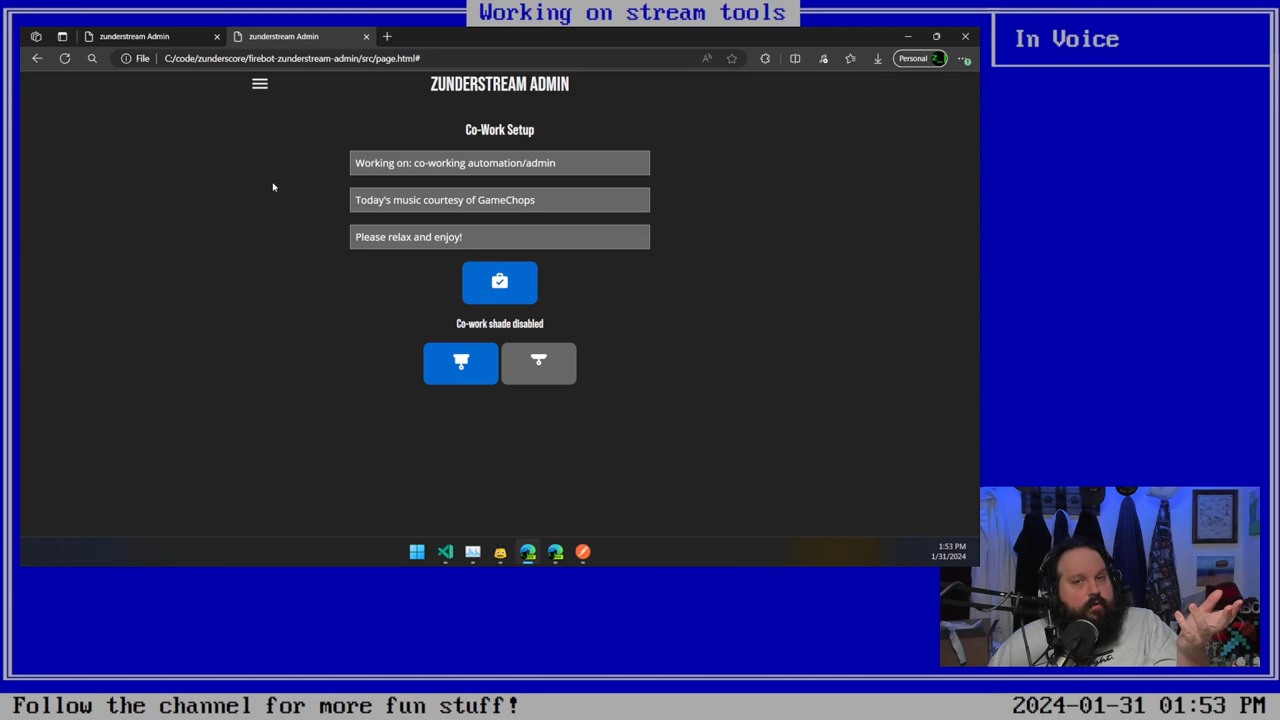 Working on stream tools
In Voice
zunderstream Admin
zunderstream Admin
File
C:/code/zunderscore/firebot-zunderstream-admin/src/page.html#
Personal
ZUNDERSTREAM ADMIN
Co-Work Setup
Working on: co-working automation/admin
Today's music courtesy of GameChops
Please relax and enjoy!
Co-work shade disabled
1:53 PM
1/31/2024
Follow the channel for more fun stuff!
2024-01-31 01:53 PM